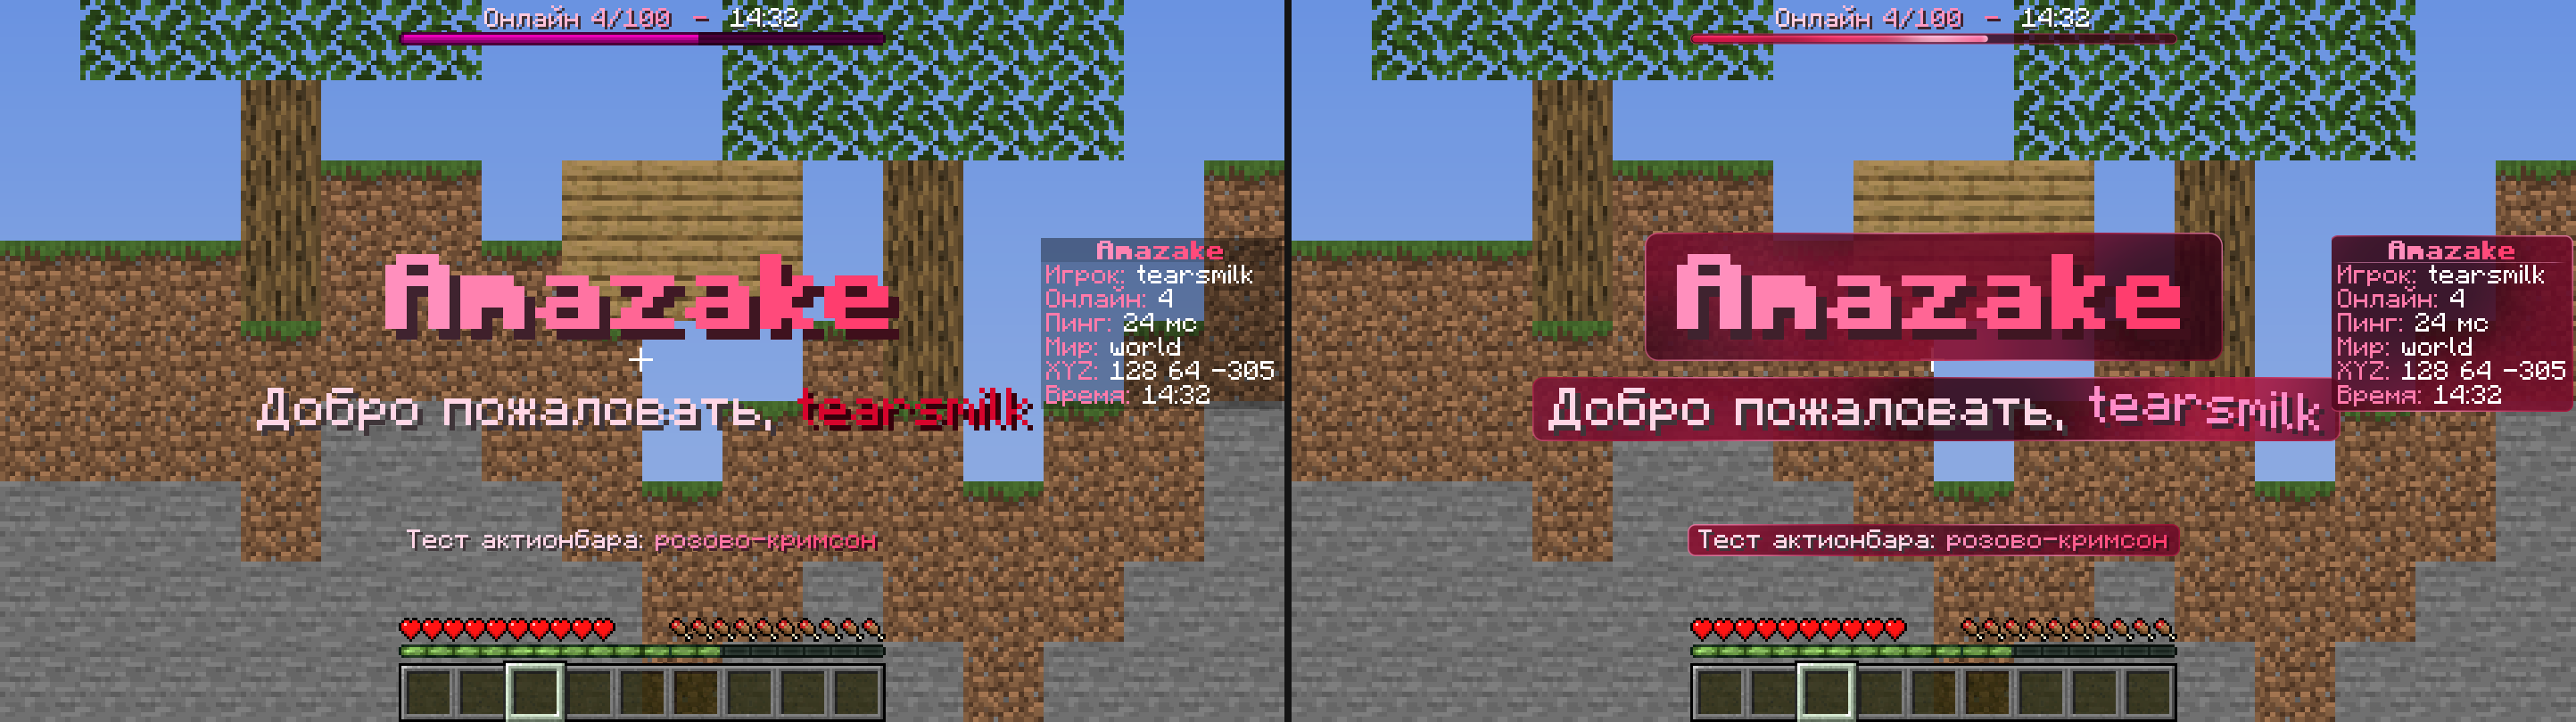 Онлайн 4/100 - 14:32
Amazake
Добро пожаловать, tearsmilk
Amazake
Игрок: tearsmilk
Онлайн: 4
Пинг: 24 мс
Мир: world
XYZ: 128 64 -305
Время: 14:32
Тест актионбара: розово-кримсон
Онлайн 4/100 - 14:32
Amazake
Добро пожаловать, tearsmilk
Amazake
Игрок: tearsmilk
Онлайн: 4
Пинг: 24 мс
Мир: world
XYZ: 128 64 -305
Время: 14:32
Тест актионбара: розово-кримсон